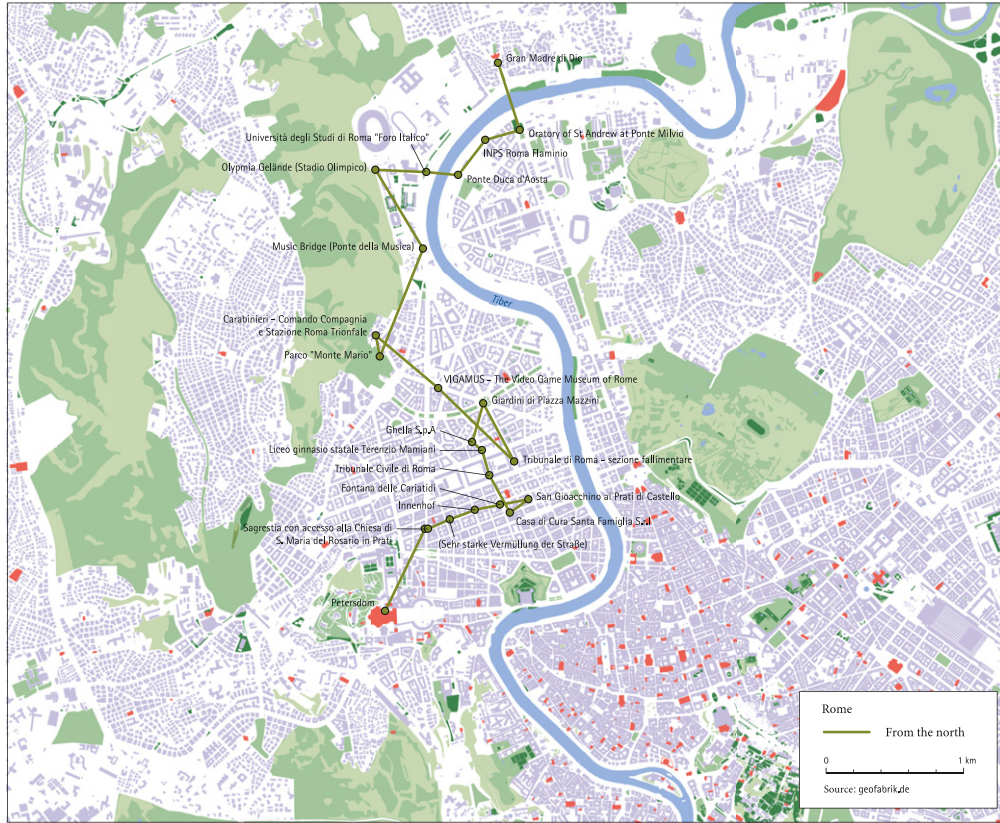 Gran Madre di Dio
Oratory of St Andrew at Ponte Milvio
Università degli Studi di Roma "Foro Italico"
INPS Roma Flaminio
Olypmia Gelände (Stadio Olimpico)
Ponte Duca d'Aosta
Music Bridge (Ponte della Musica)
Tiber
Carabinieri – Comando Compagnia
e Stazione Roma Trionfale
Parco "Monte Mario"
VIGAMUS – The Video Game Museum of Rome
Giardini di Piazza Mazzini
Ghella S.p.A
Liceo ginnasio statale Terenzio Mamiani
Tribunale di Roma – sezione fallimentare
Tribunale Civile di Roma
Fontana delle Cariatidi
San Gioacchino ai Prati di Castello
Innenhof
Casa di Cura Santa Famiglia S.r.l
Sagrestia con accesso alla Chiesa di
S. Maria del Rosario in Prati
(Sehr starke Vermüllung der Straße)
Petersdom
Rome
From the north
0 1 km
Source: geofabrik.de